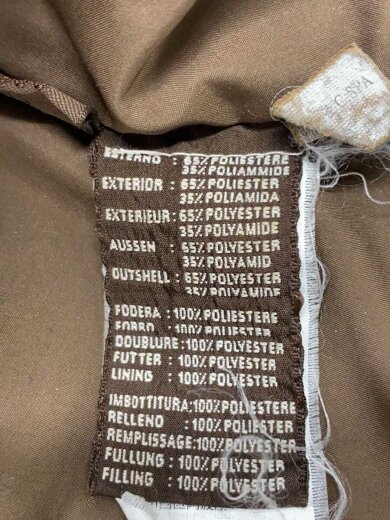 ESTERNO : 65% POLIESTERE
35% POLIAMMIDE
EXTERIOR : 65% POLIESTER
35% POLIAMIDA
EXTERIEUR : 65% POLYESTER
35% POLYAMIDE
AUSSEN : 65% POLYESTER
35% POLYAMID
OUTSHELL : 65% POLYESTER
35% POLYAMIDE
FODERA : 100% POLIESTERE
FORRO : 100% POLIESTER
DOUBLURE : 100% POLYESTER
FUTTER : 100% POLYESTER
LINING : 100% POLYESTER
IMBOTTITURA: 100% POLIESTERE
RELLENO : 100% POLIESTER
REMPLISSAGE: 100% POLYESTER
FULLUNG : 100% POLYESTER
FILLING : 100% POLYESTER